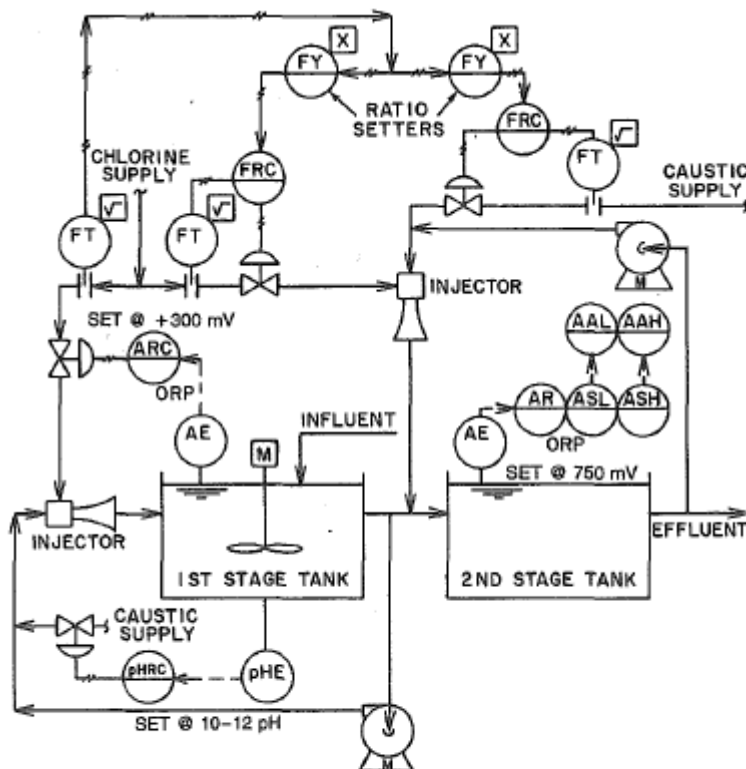 X
X
FY
FY
RATIO
SETTERS
FRC
√
CHLORINE
SUPPLY
FRC
FT
CAUSTIC
SUPPLY
√
√
FT
FT
M
INJECTOR
SET @ +300 mV
AAL
AAH
ARC
ORP
AR
ASL
ASH
INFLUENT
AE
AE
ORP
M
SET @ 750 mV
INJECTOR
EFFLUENT
1ST STAGE TANK
2ND STAGE TANK
CAUSTIC
SUPPLY
pHRC
pHE
SET @ 10-12 pH
M